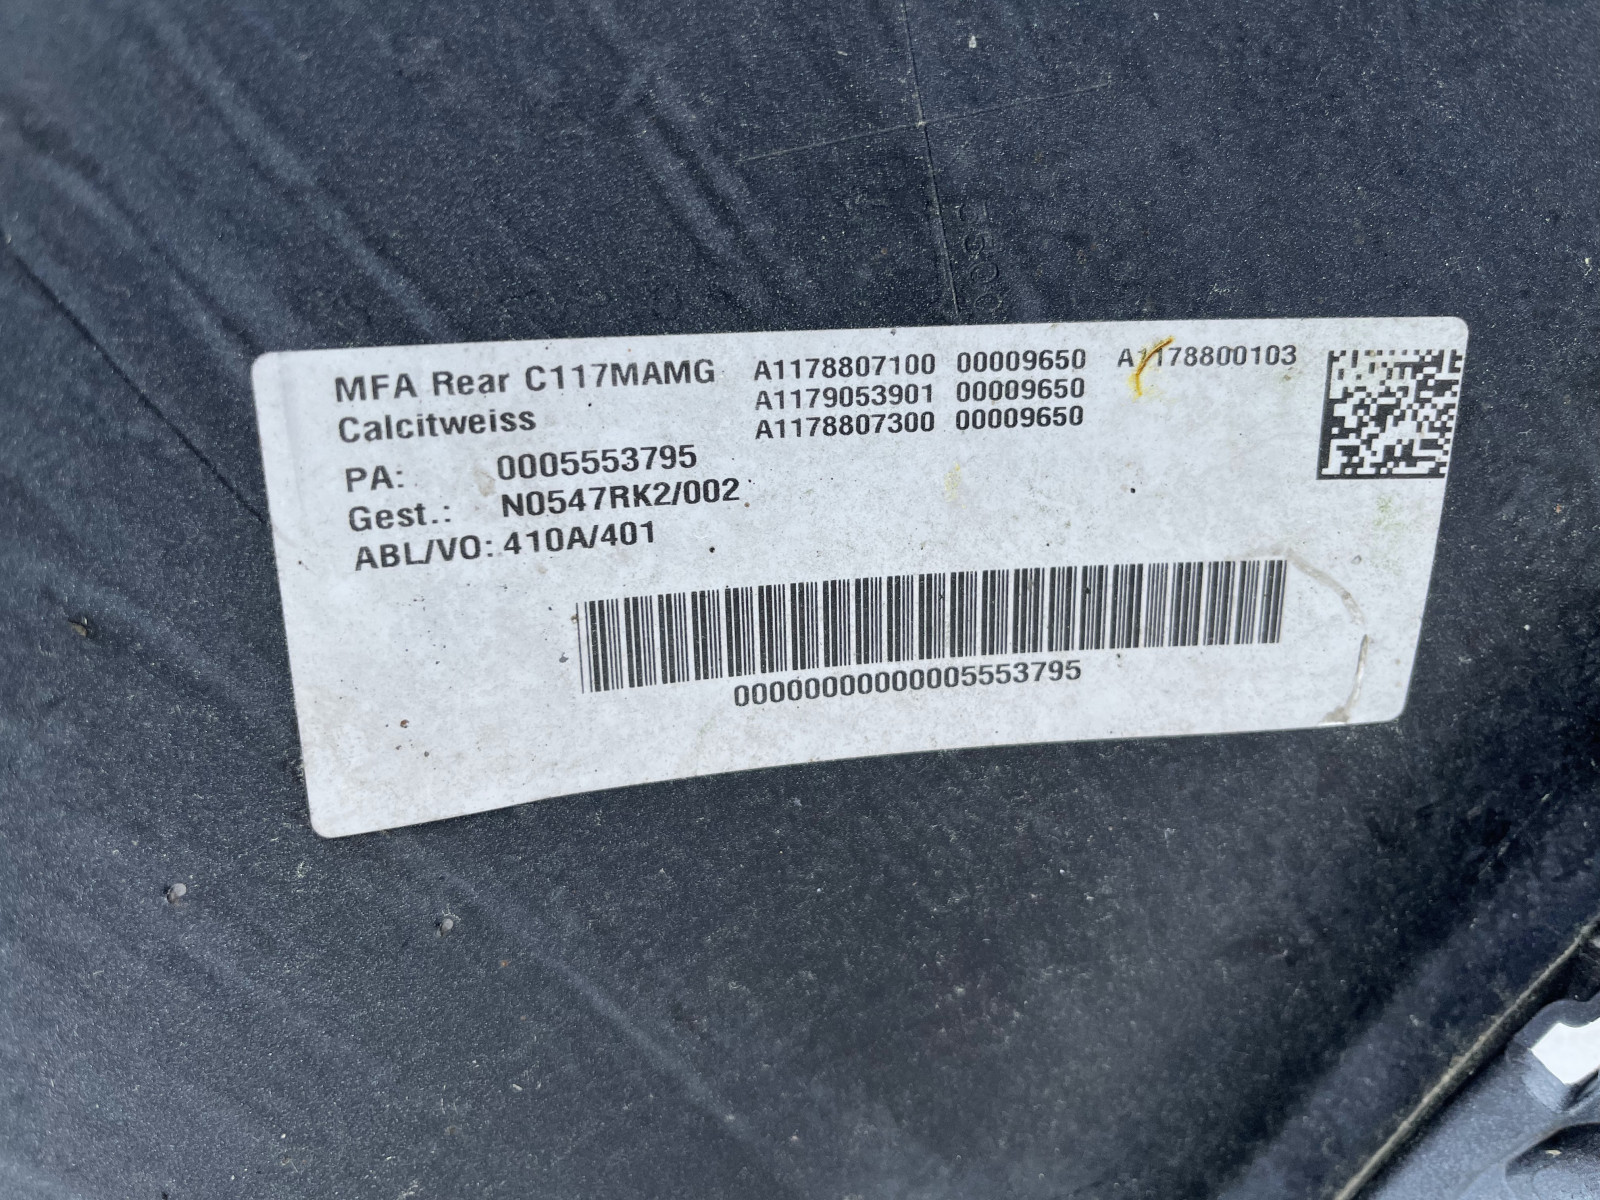 MFA Rear C117MAMG A1178807100 00009650 A1178800103
Calcitweiss A1179053901 00009650
A1178807300 00009650
PA: 0005553795
Gest.: N0547RK2/002
ABL/VO: 410A/401
00000000000005553795